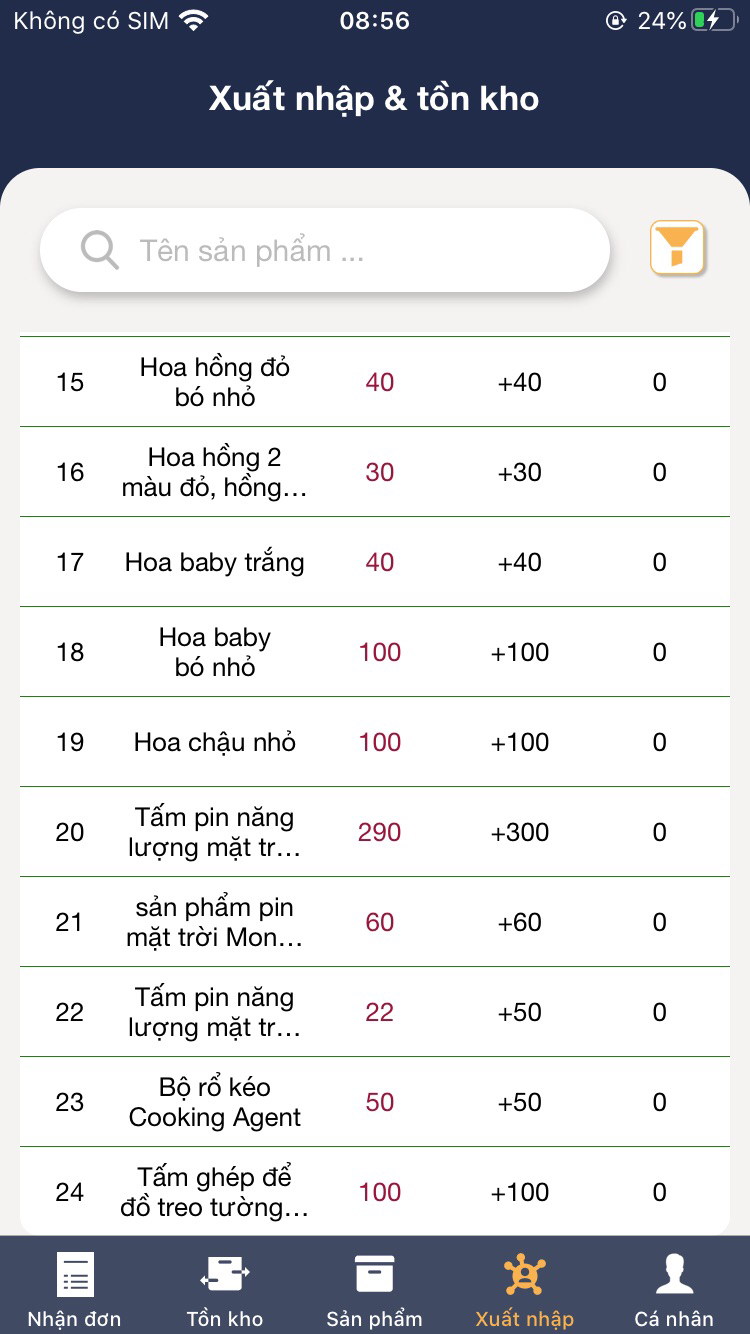 Không có SIM 08:56 24%
Xuất nhập & tồn kho
Tên sản phẩm ...
15 Hoa hồng đỏ bó nhỏ 40 +40 0
16 Hoa hồng 2 màu đỏ, hồng... 30 +30 0
17 Hoa baby trắng 40 +40 0
18 Hoa baby bó nhỏ 100 +100 0
19 Hoa chậu nhỏ 100 +100 0
20 Tấm pin năng lượng mặt tr... 290 +300 0
21 sản phẩm pin mặt trời Mon... 60 +60 0
22 Tấm pin năng lượng mặt tr... 22 +50 0
23 Bộ rổ kéo Cooking Agent 50 +50 0
24 Tấm ghép để đồ treo tường... 100 +100 0
Nhận đơn Tồn kho Sản phẩm Xuất nhập Cá nhân